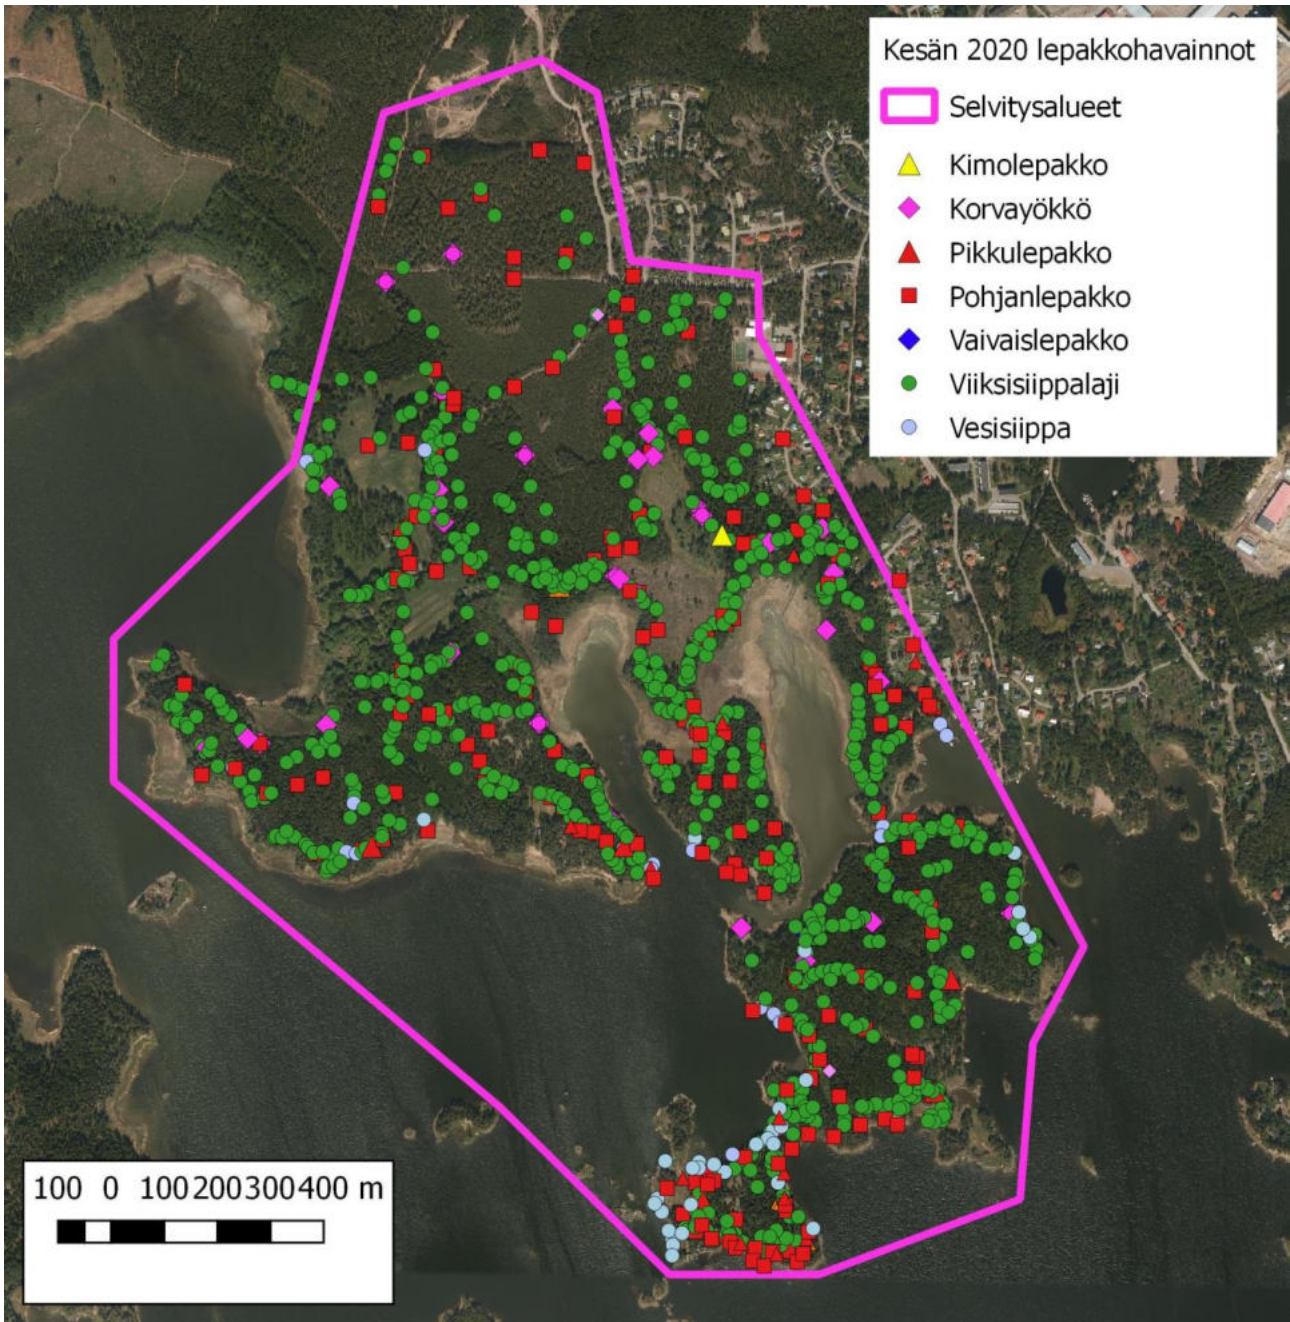 Kesän 2020 lepakkohavainnot
Selvitysalueet
Kimolepakko
Korvayökkö
Pikkulepakko
Pohjanlepakko
Vaivaislepakko
Viiksisiippalaji
Vesisiippa
100 0 100 200 300 400 m